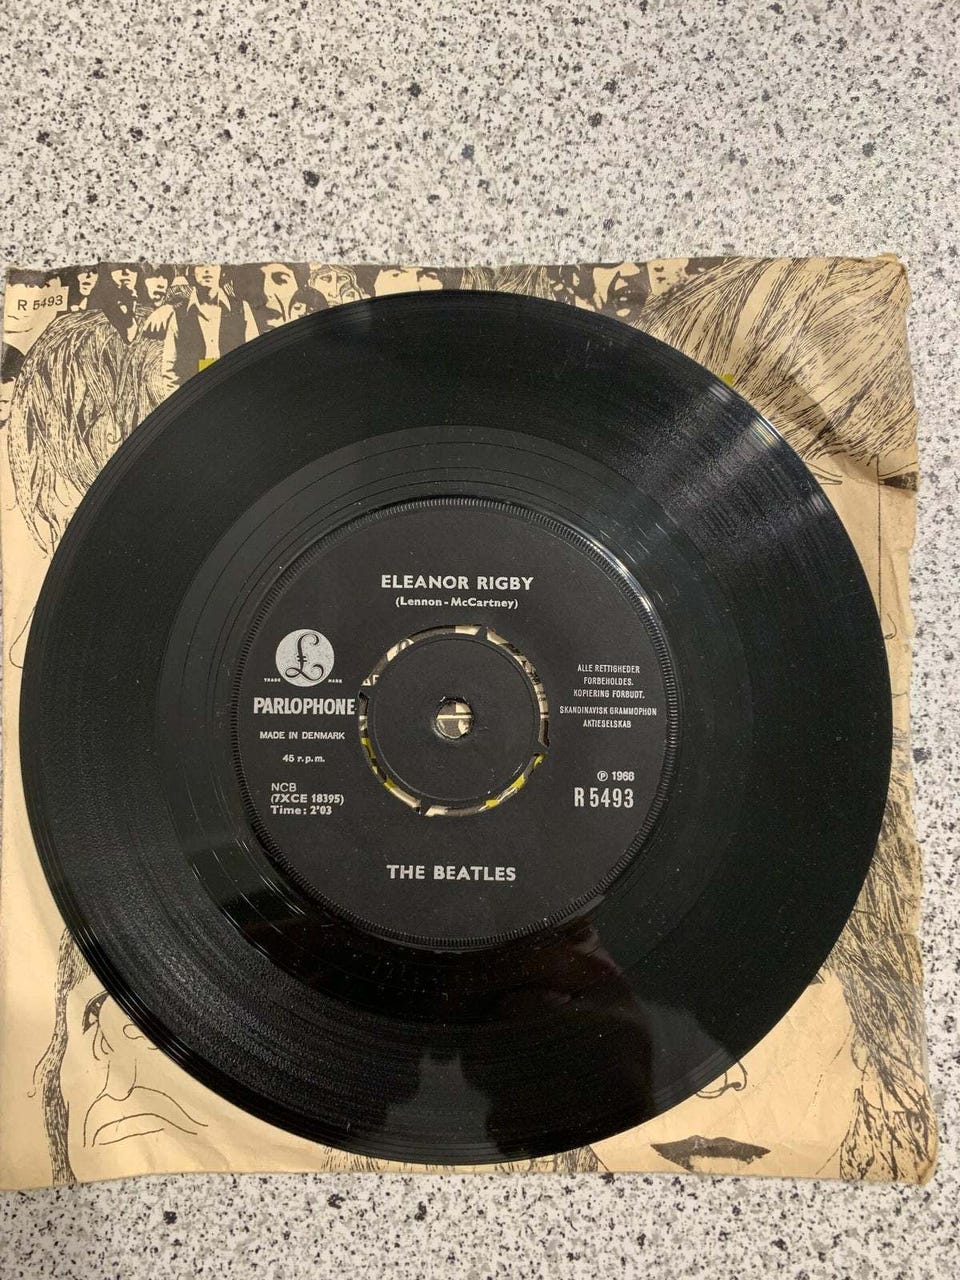 R 5493
ELEANOR RIGBY
(Lennon - McCartney)
£
TRADE MARK
PARLOPHONE
MADE IN DENMARK
45 r.p.m.
NCB
(7XCE 18395)
Time: 2'03
ALLE RETTIGHEDER
FORBEHOLDES.
KOPIERING FORBUDT.
SKANDINAVISK GRAMMOPHON
AKTIESELSKAB
℗ 1966
R 5493
THE BEATLES